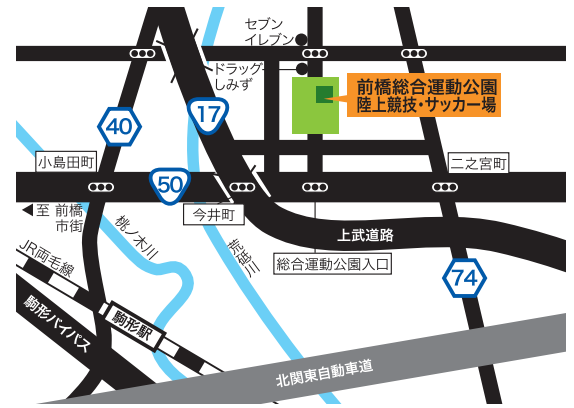 セブン
イレブン
ドラッグ
しみず
前橋総合運動公園
陸上競技・サッカー場
17
40
小島田町
二之宮町
50
今井町
至 前橋
市街
桃ノ木川
荒砥川
上武道路
総合運動公園入口
JR両毛線
74
駒形駅
駒形バイパス
北関東自動車道